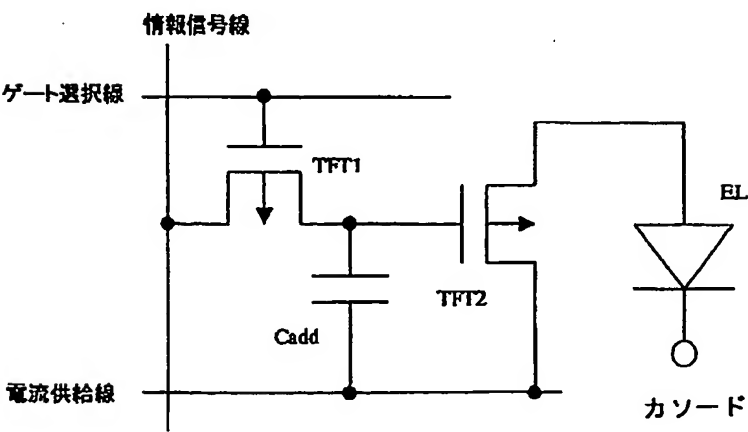 情報信号線
ゲート選択線
TFT1
EL
TFT2
Cadd
電流供給線
カソード